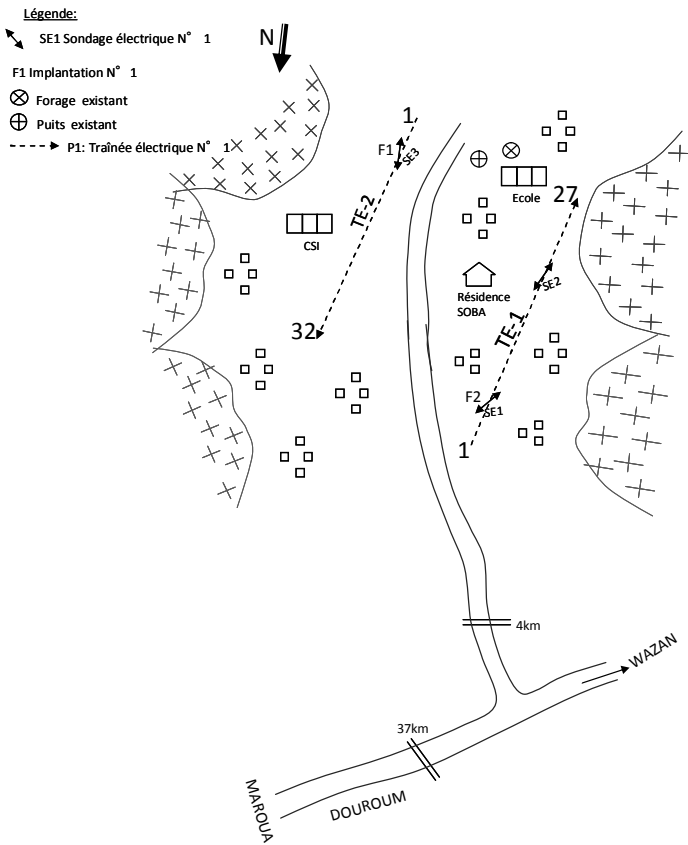 Légende:
SE1 Sondage électrique N° 1
F1 Implantation N° 1
Forage existant
Puits existant
P1: Traînée électrique N° 1
N
1
F1
SE3
TE-2
CSI
32
Ecole
27
SE2
Résidence
SOBA
TE-1
F2
SE1
1
4km
WAZAN
37km
MAROUA
DOUROUM